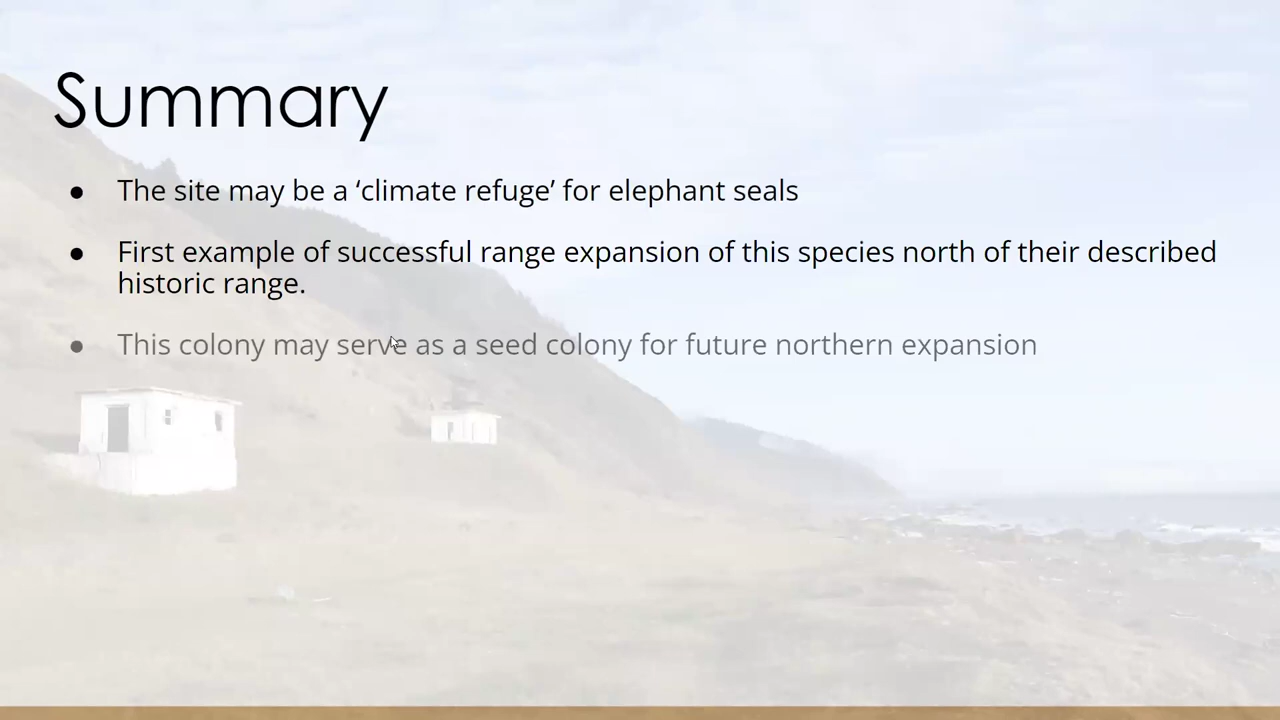 Summary
● The site may be a ‘climate refuge’ for elephant seals
● First example of successful range expansion of this species north of their described
historic range.
● This colony may serve as a seed colony for future northern expansion